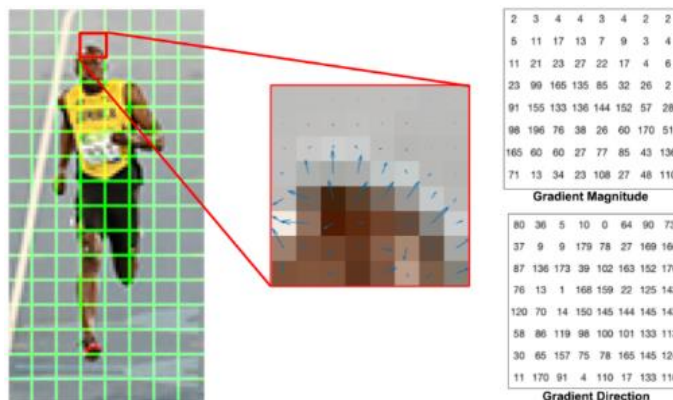 2 3 4 4 3 4 2 2
5 11 17 13 7 9 3 4
11 21 23 27 22 17 4 6
23 99 165 135 85 32 26 2
91 155 133 136 144 152 57 28
98 196 76 38 26 60 170 51
165 60 60 27 77 85 43 136
71 13 34 23 108 27 48 110
Gradient Magnitude
80 36 5 10 0 64 90 73
37 9 9 179 78 27 169 166
87 136 173 39 102 163 152 176
76 13 1 168 159 22 125 143
120 70 14 150 145 144 145 143
58 86 119 98 100 101 133 113
30 65 157 75 78 165 145 124
11 170 91 4 110 17 133 110
Gradient Direction